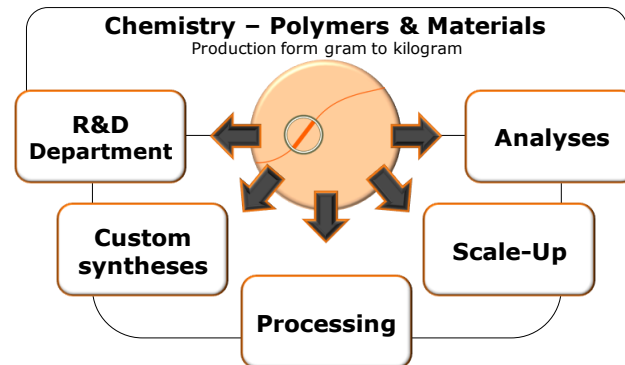 Chemistry – Polymers & Materials
Production form gram to kilogram
R&D
Department
Analyses
Custom
syntheses
Scale-Up
Processing